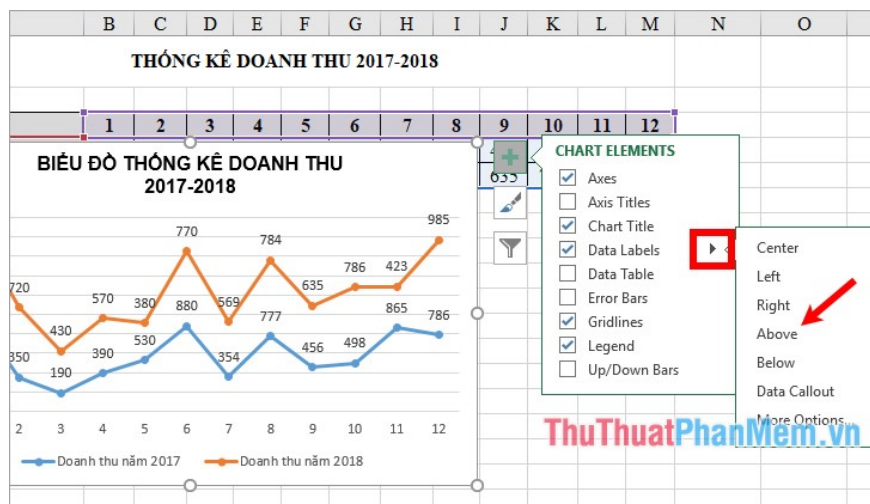 B C D E F G H I J K L M N O
THỐNG KÊ DOANH THU 2017-2018
1 2 3 4 5 6 7 8 9 10 11 12
BIỂU ĐỒ THỐNG KÊ DOANH THU
2017-2018
635
CHART ELEMENTS
Axes
Axis Titles
Chart Title
Data Labels
Data Table
Error Bars
Gridlines
Legend
Up/Down Bars
Center
Left
Right
Above
Below
Data Callout
More Options...
720 430 570 380 770 569 784 635 786 423 985
350 190 390 530 880 354 777 456 498 865 786
2 3 4 5 6 7 8 9 10 11 12
Doanh thu năm 2017 Doanh thu năm 2018
ThuThuatPhanMem.vn